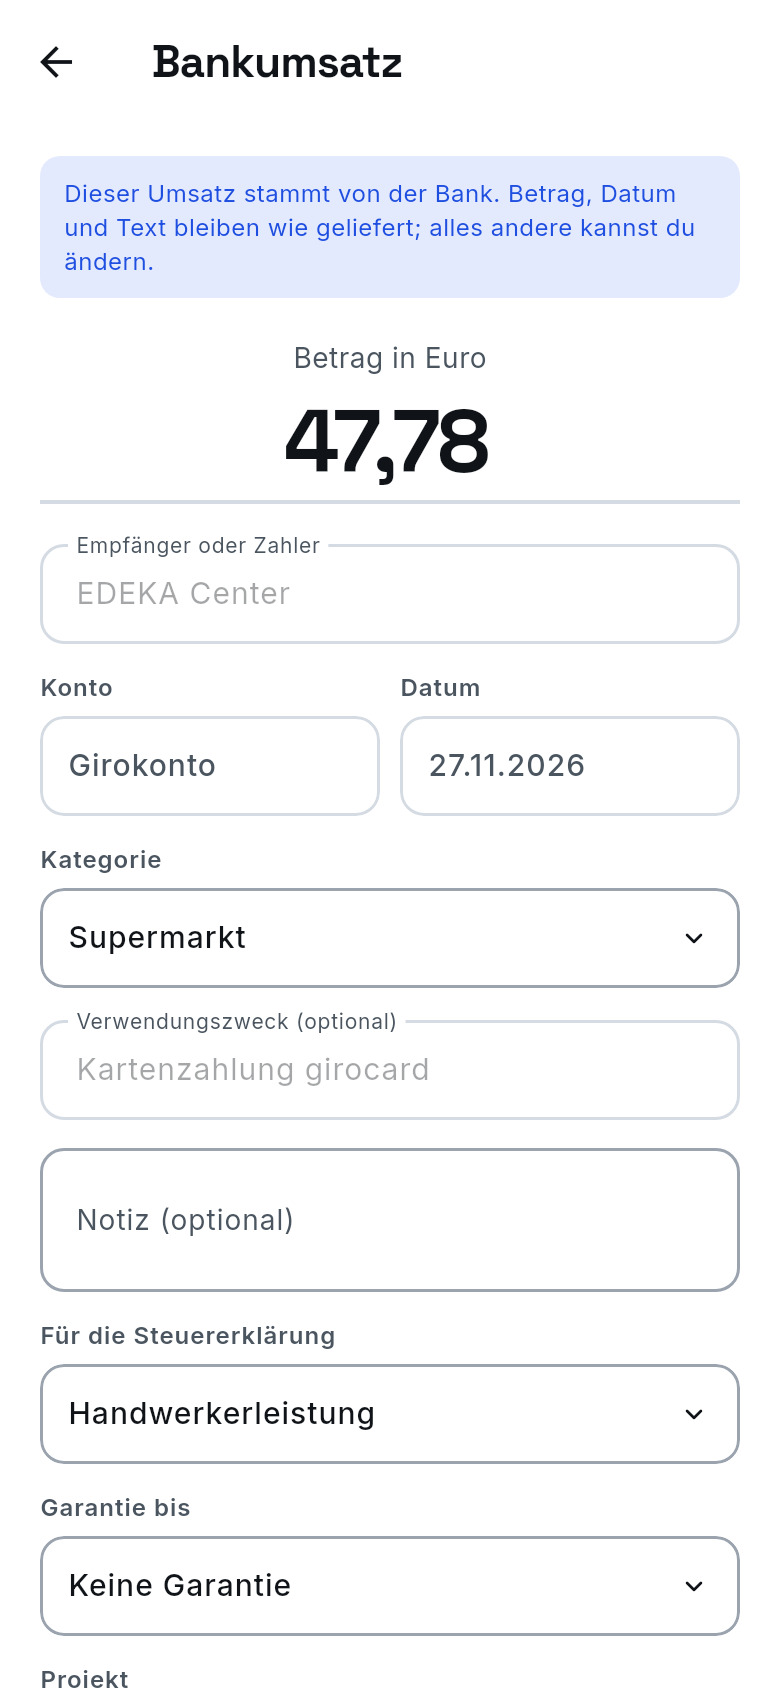 Bankumsatz
Dieser Umsatz stammt von der Bank. Betrag, Datum
und Text bleiben wie geliefert; alles andere kannst du
ändern.
Betrag in Euro
47,78
Empfänger oder Zahler
EDEKA Center
Konto
Datum
Girokonto
27.11.2026
Kategorie
Supermarkt
Verwendungszweck (optional)
Kartenzahlung girocard
Notiz (optional)
Für die Steuererklärung
Handwerkerleistung
Garantie bis
Keine Garantie
Projekt